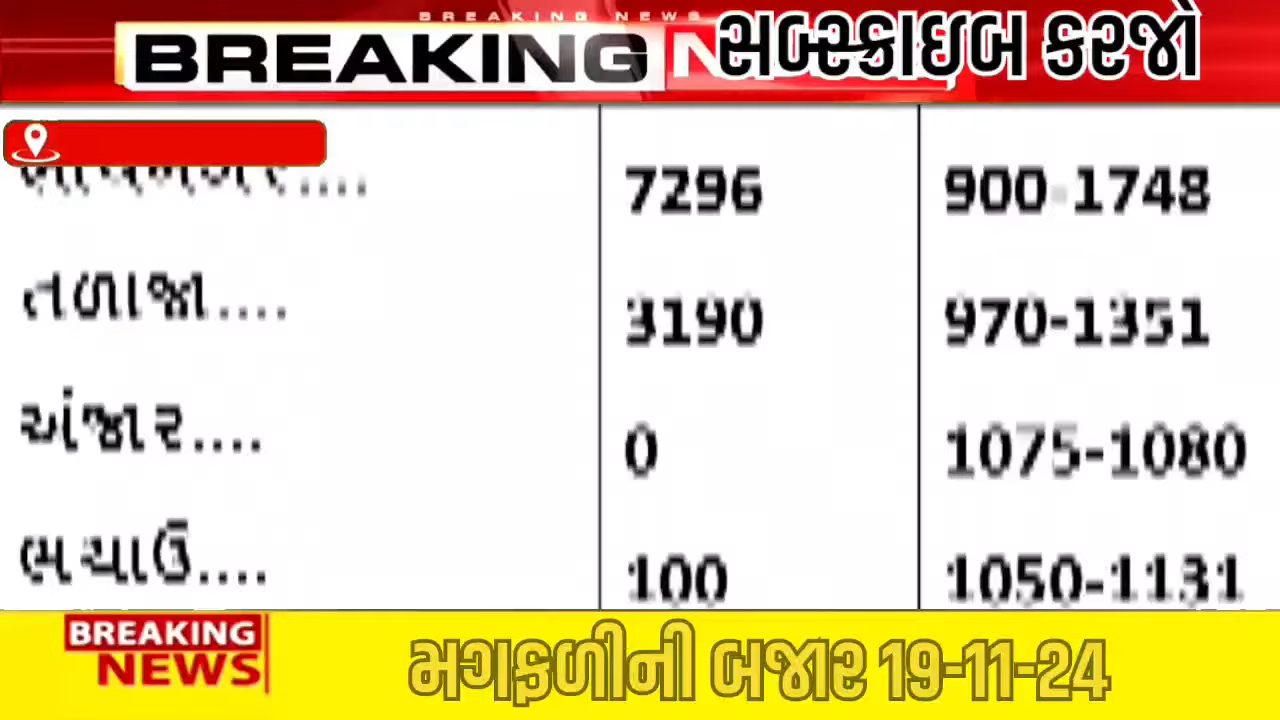 BREAKING NEWS
BREAKING N
સબસ્ક્રાઇબ કરજો
.... 7296 900-1748
તળાજા.... 3190 970-1351
અંજાર.... 0 1075-1080
ભચાઉ.... 100 1050-1131
BREAKING
NEWS
મગફળીની બજાર 19-11-24